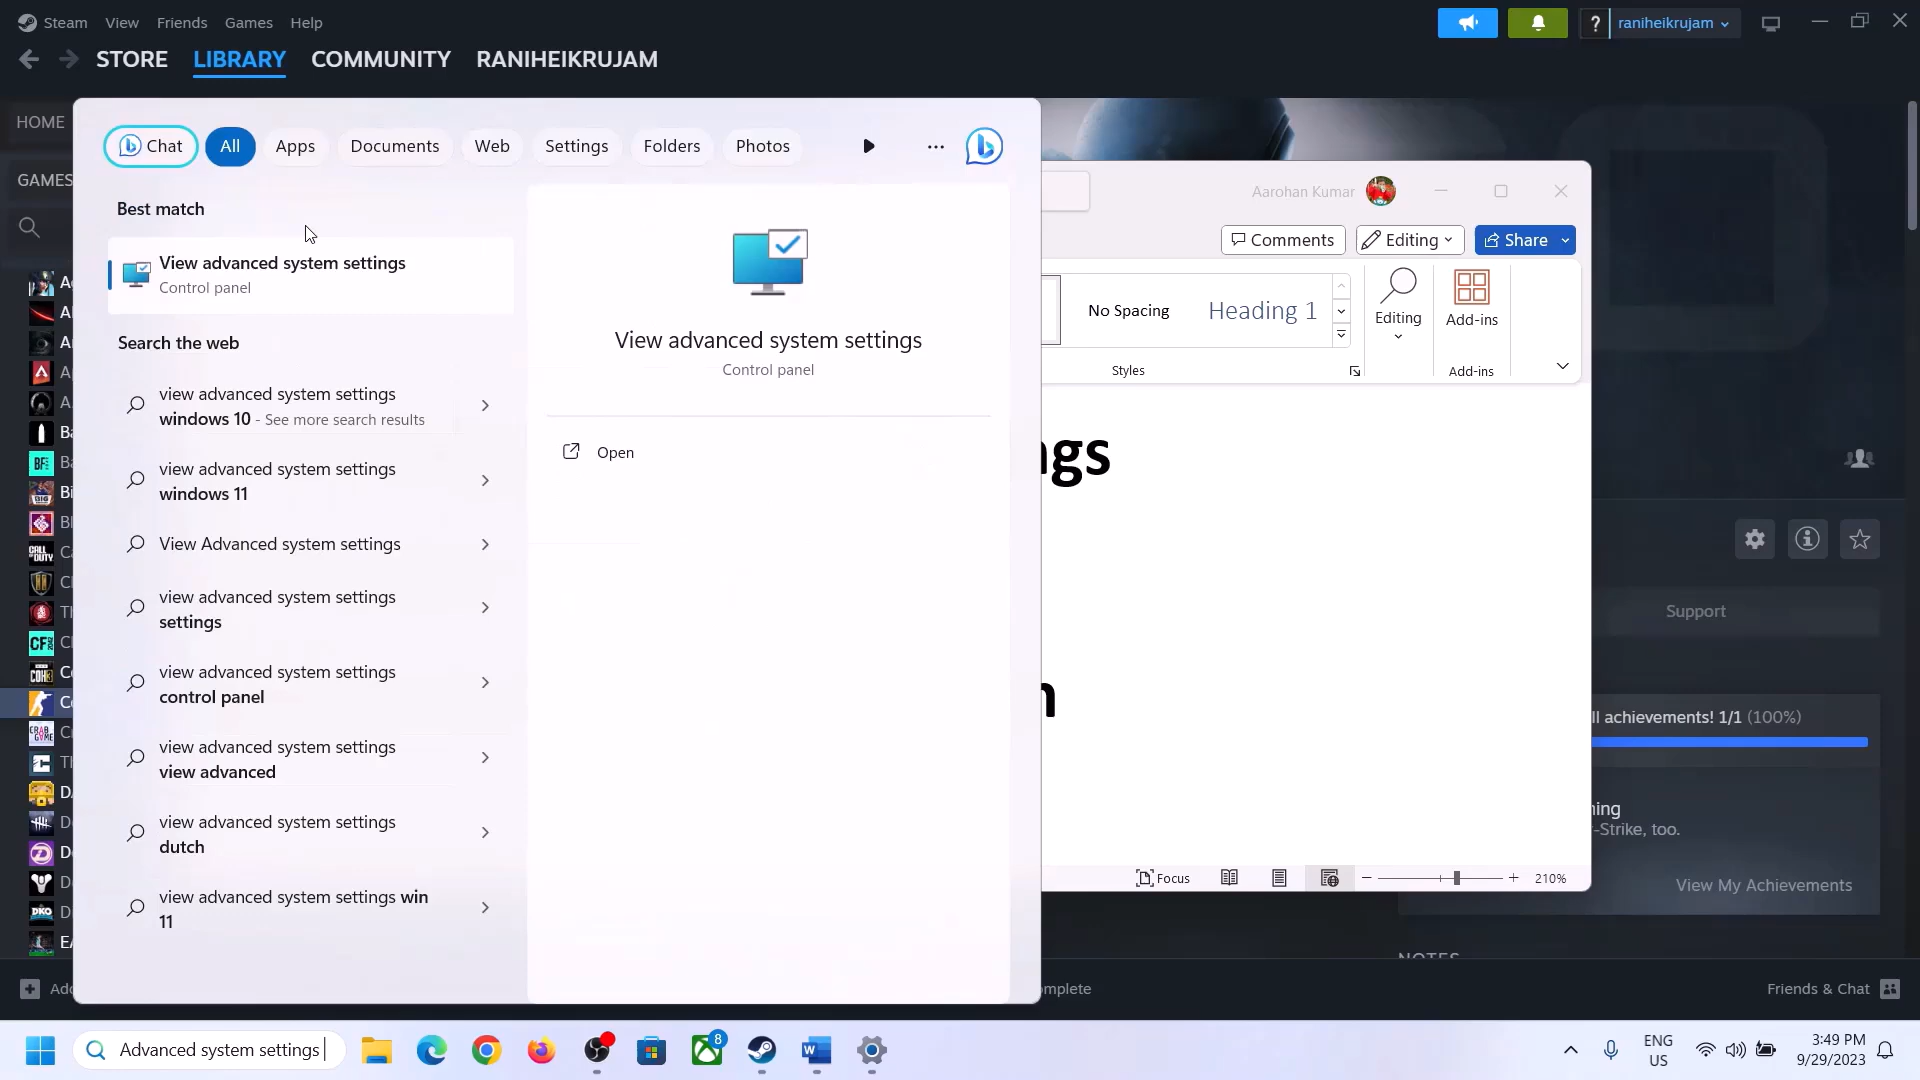 Steam View Friends Games Help
raniheikrujam
STORE LIBRARY COMMUNITY RANIHEIKRUJAM
HOME
GAMES
Chat All Apps Documents Web Settings Folders Photos
Best match
View advanced system settings
Control panel
Search the web
view advanced system settings
windows 10 - See more search results
view advanced system settings
windows 11
View Advanced system settings
view advanced system settings
settings
view advanced system settings
control panel
view advanced system settings
view advanced
view advanced system settings
dutch
view advanced system settings win
11
View advanced system settings
Control panel
Open
Aarohan Kumar
Comments Editing Share
No Spacing Heading 1
Editing
Add-ins
Styles
Add-ins
ngs
n
Focus
210%
Support
ll achievements! 1/1 (100%)
ning
-Strike, too.
View My Achievements
NOTES
Add
mplete
Friends & Chat
Advanced system settings
8
ENG
US
3:49 PM
9/29/2023